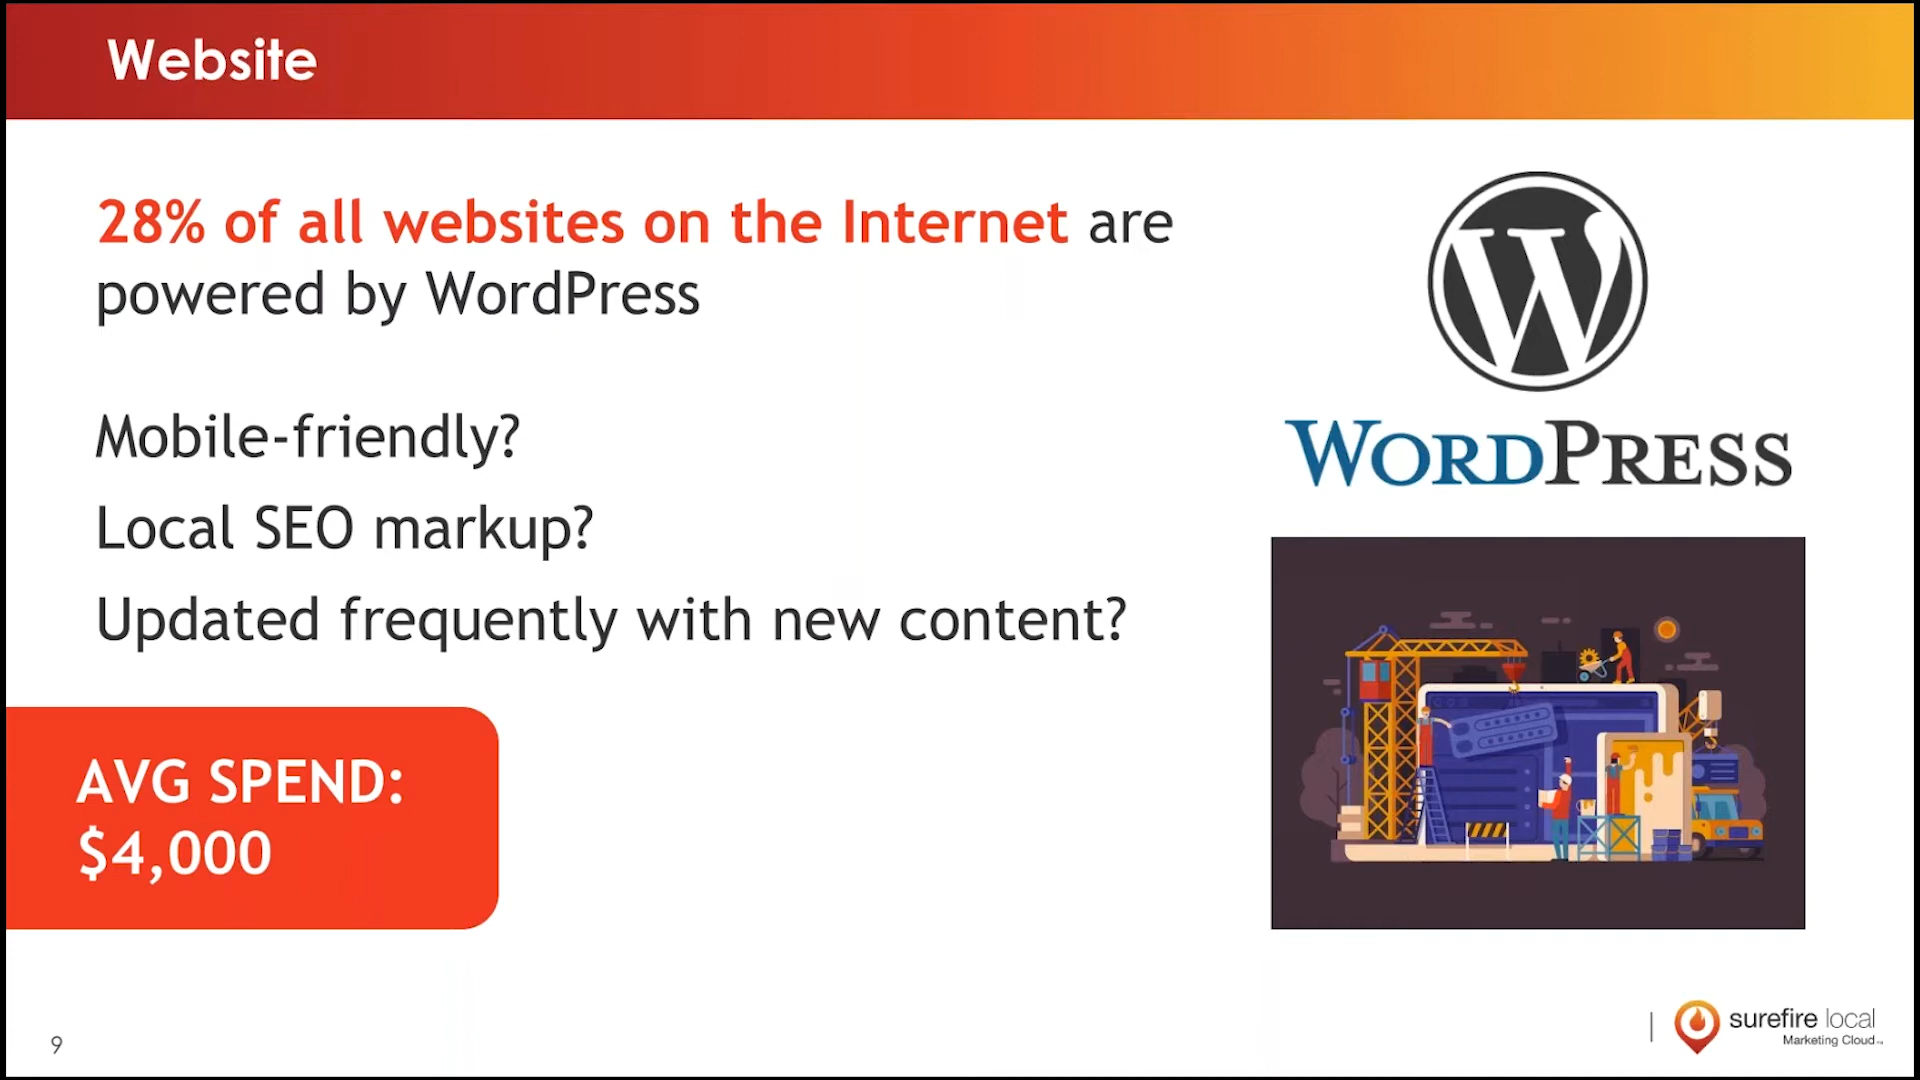 Website
28% of all websites on the Internet are
powered by WordPress
Mobile-friendly?
Local SEO markup?
Updated frequently with new content?
AVG SPEND:
$4,000
WORDPRESS
9
surefire local
Marketing Cloud